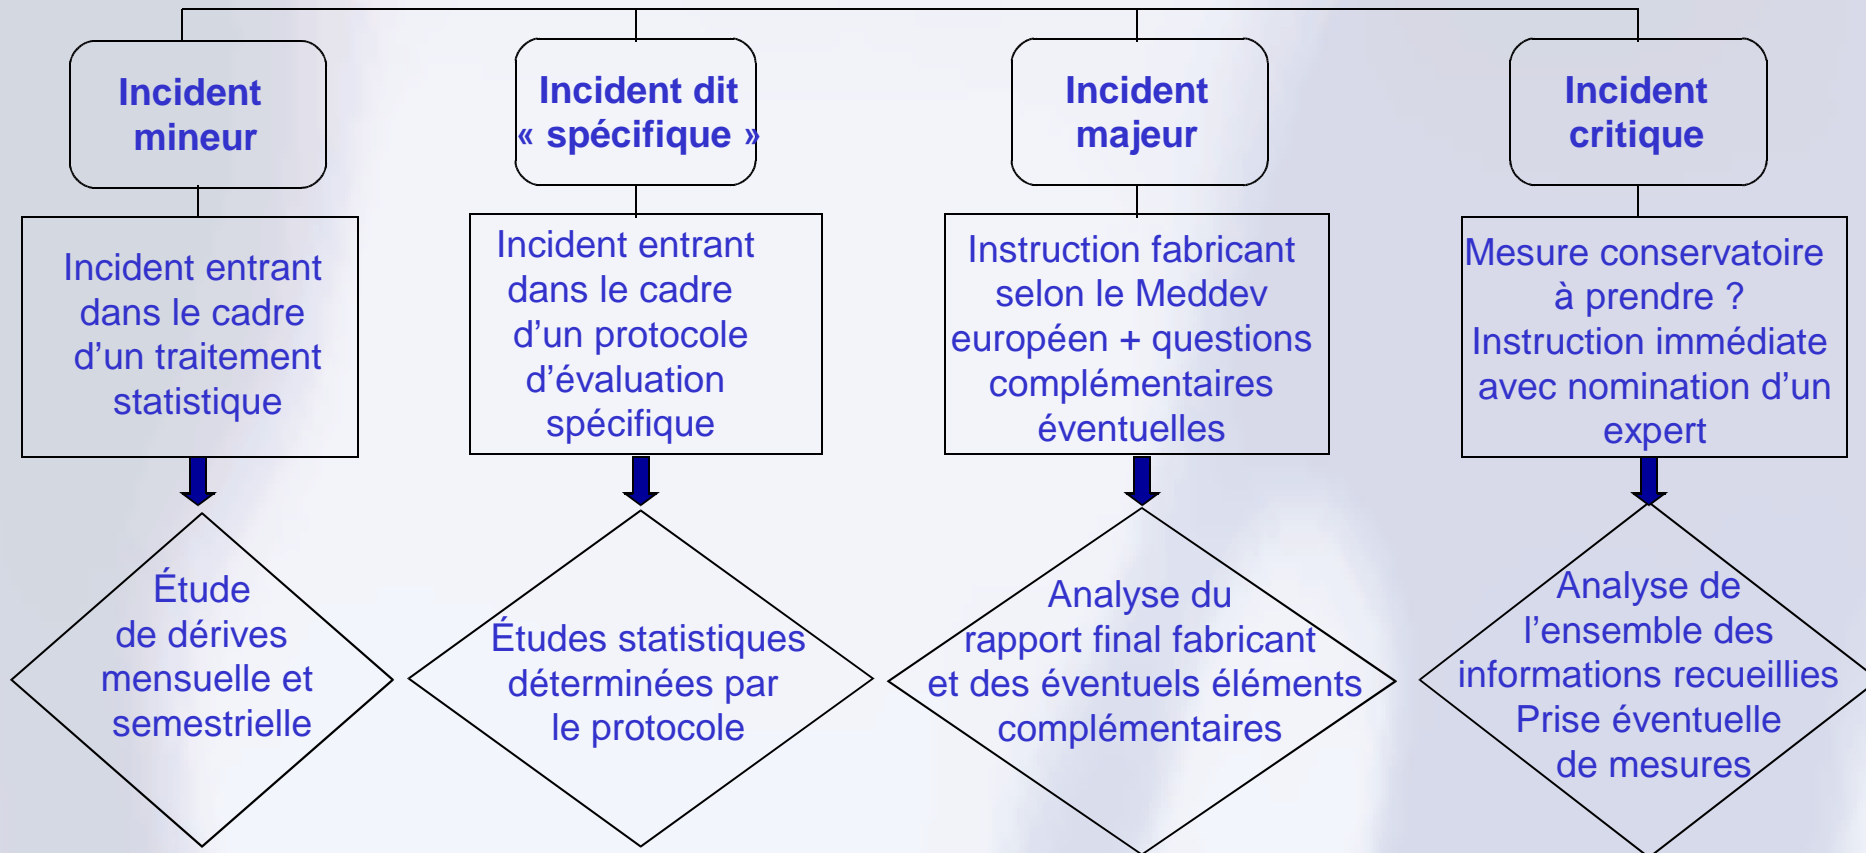 Incident
mineur
Incident entrant
dans le cadre
d’un traitement
statistique
Étude
de dérives
mensuelle et
semestrielle
Incident dit
« spécifique »
Incident entrant
dans le cadre
d’un protocole
d’évaluation
spécifique
Études statistiques
déterminées par
le protocole
Incident
majeur
Instruction fabricant
selon le Meddev
européen + questions
complémentaires
éventuelles
Analyse du
rapport final fabricant
et des éventuels éléments
complémentaires
Incident
critique
Mesure conservatoire
à prendre ?
Instruction immédiate
avec nomination d’un
expert
Analyse de
l’ensemble des
informations recueillies
Prise éventuelle
de mesures